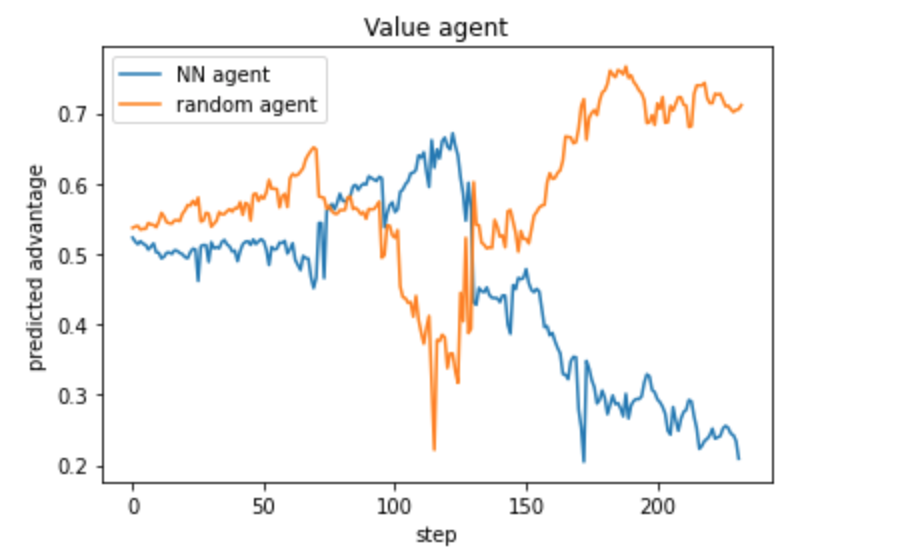 Value agent
NN agent
random agent
predicted advantage
0.7
0.6
0.5
0.4
0.3
0.2
0 50 100 150 200
step